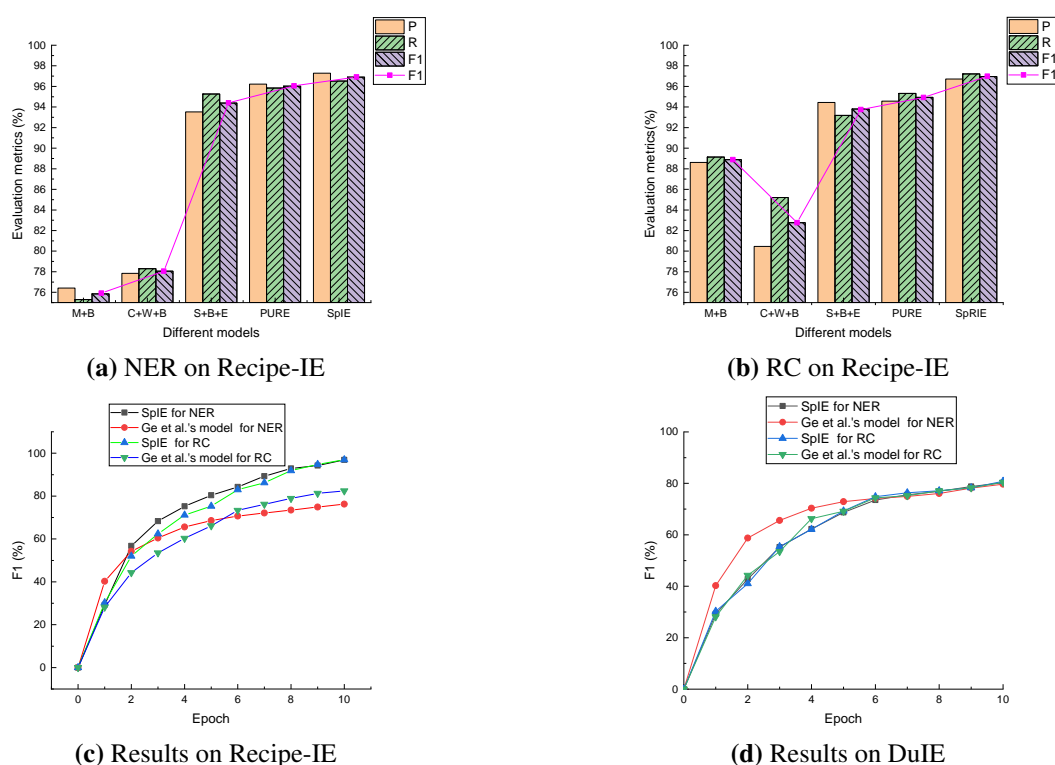 P
R
F1
F1
100
98
96
94
92
90
88
86
84
82
80
78
76
Evaluation metrics (%)
M+B C+W+B S+B+E PURE SpIE
Different models
(a) NER on Recipe-IE
P
R
F1
F1
100
98
96
94
92
90
88
86
84
82
80
78
76
Evaluation metrics(%)
M+B C+W+B S+B+E PURE SpRIE
Different models
(b) RC on Recipe-IE
SpIE for NER
Ge et al.'s model for NER
SpIE for RC
Ge et al.'s model for RC
100
80
60
40
20
0
F1 (%)
0 2 4 6 8 10
Epoch
(c) Results on Recipe-IE
SpIE for NER
Ge et al.'s model for NER
SpIE for RC
Ge et al.'s model for RC
100
80
60
40
20
0
F1 (%)
0 2 4 6 8 10
Epoch
(d) Results on DuIE